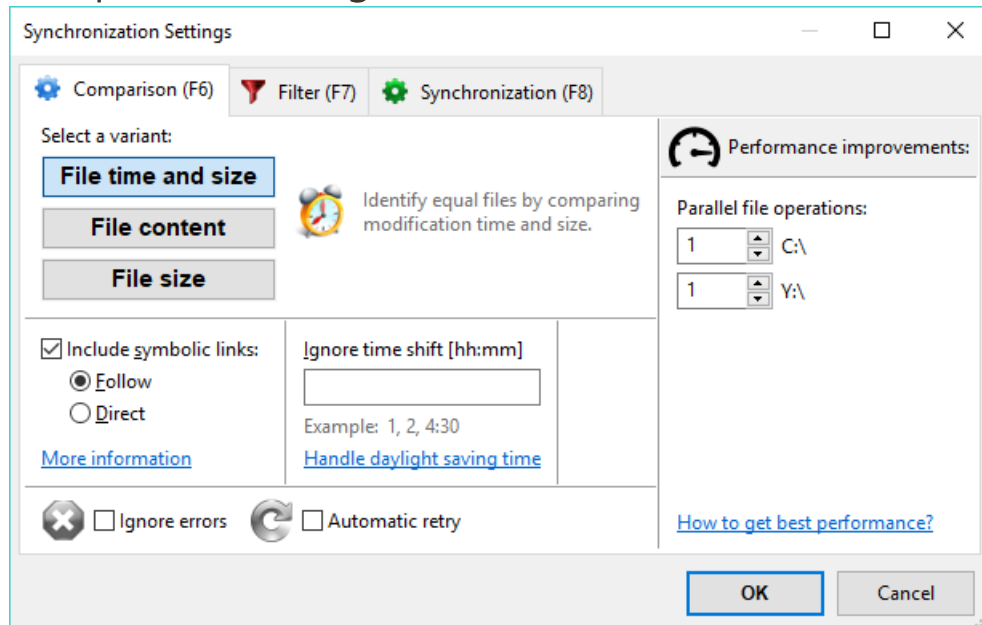 Synchronization Settings
Comparison (F6)
Filter (F7)
Synchronization (F8)
Select a variant:
File time and size
File content
File size
Identify equal files by comparing
modification time and size.
Include symbolic links:
Follow
Direct
More information
Ignore time shift [hh:mm]
Example: 1, 2, 4:30
Handle daylight saving time
Ignore errors
Automatic retry
Performance improvements:
Parallel file operations:
1 C:\
1 Y:\
How to get best performance?
OK
Cancel